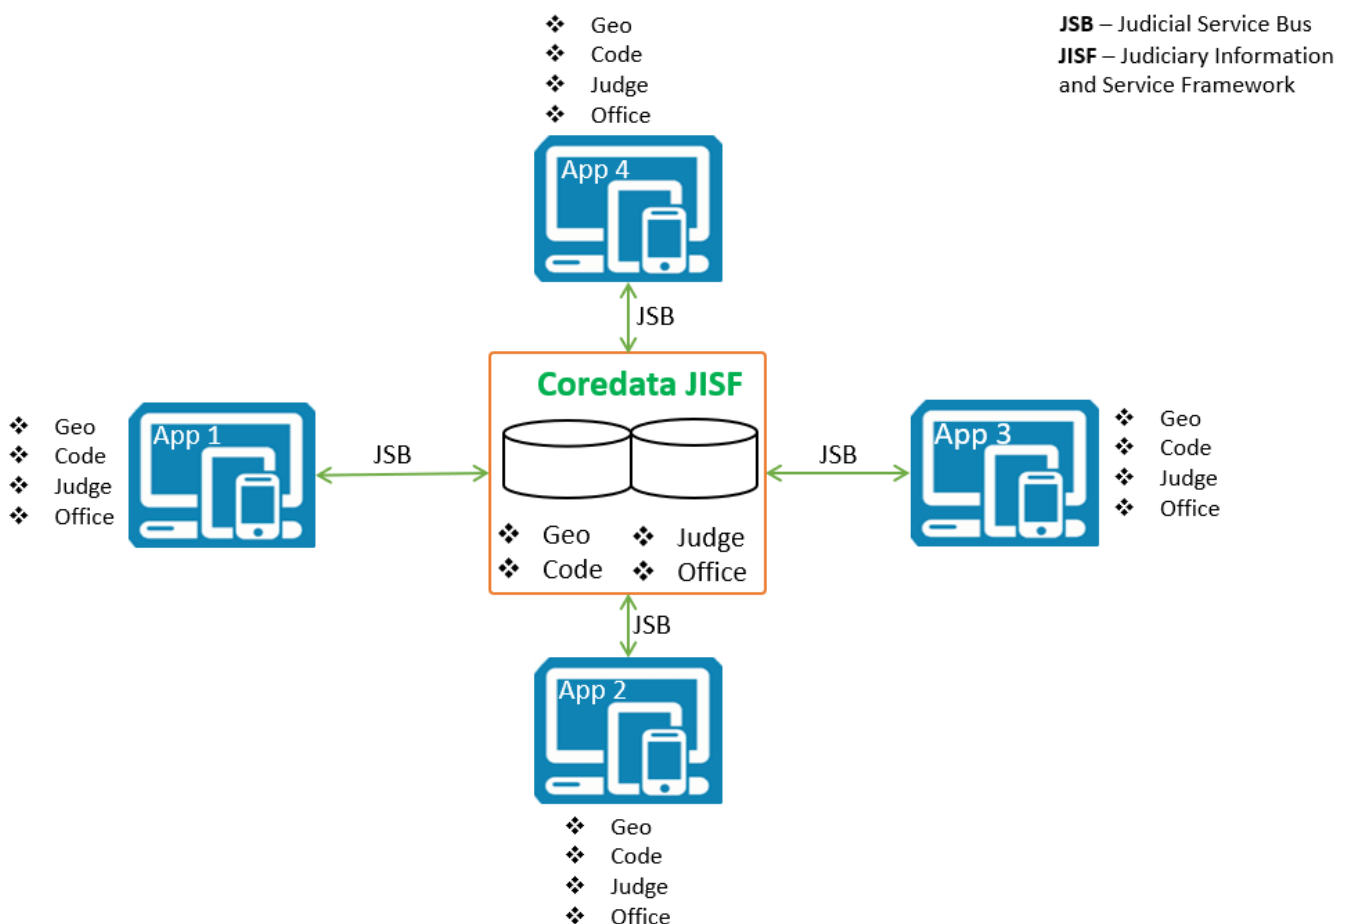 Geo
Code
Judge
Office
JSB – Judicial Service Bus
JISF – Judiciary Information
and Service Framework
App 4
JSB
Coredata JISF
Geo
Code
Judge
Office
App 1
JSB
JSB
App 3
Geo
Code
Judge
Office
Geo
Code
Judge
Office
JSB
App 2
Geo
Code
Judge
Office